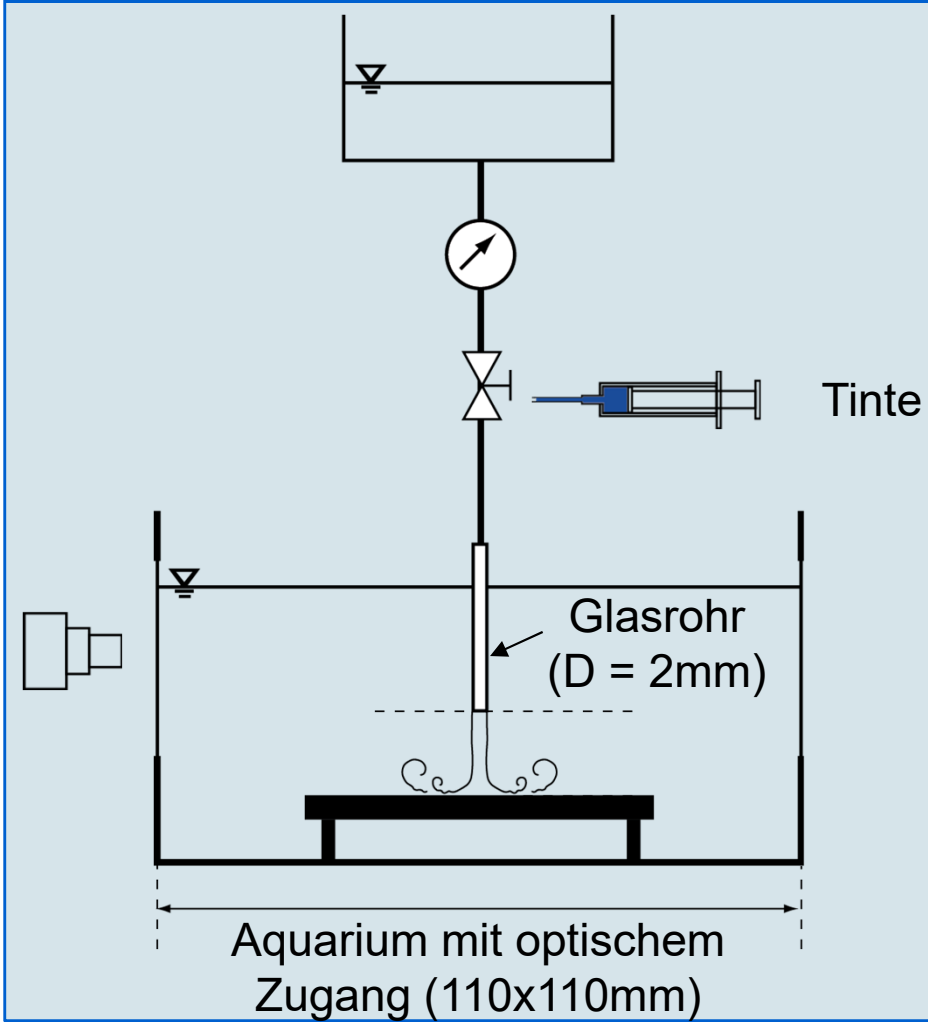 Tinte
Glasrohr
(D = 2mm)
Aquarium mit optischem
Zugang (110x110mm)